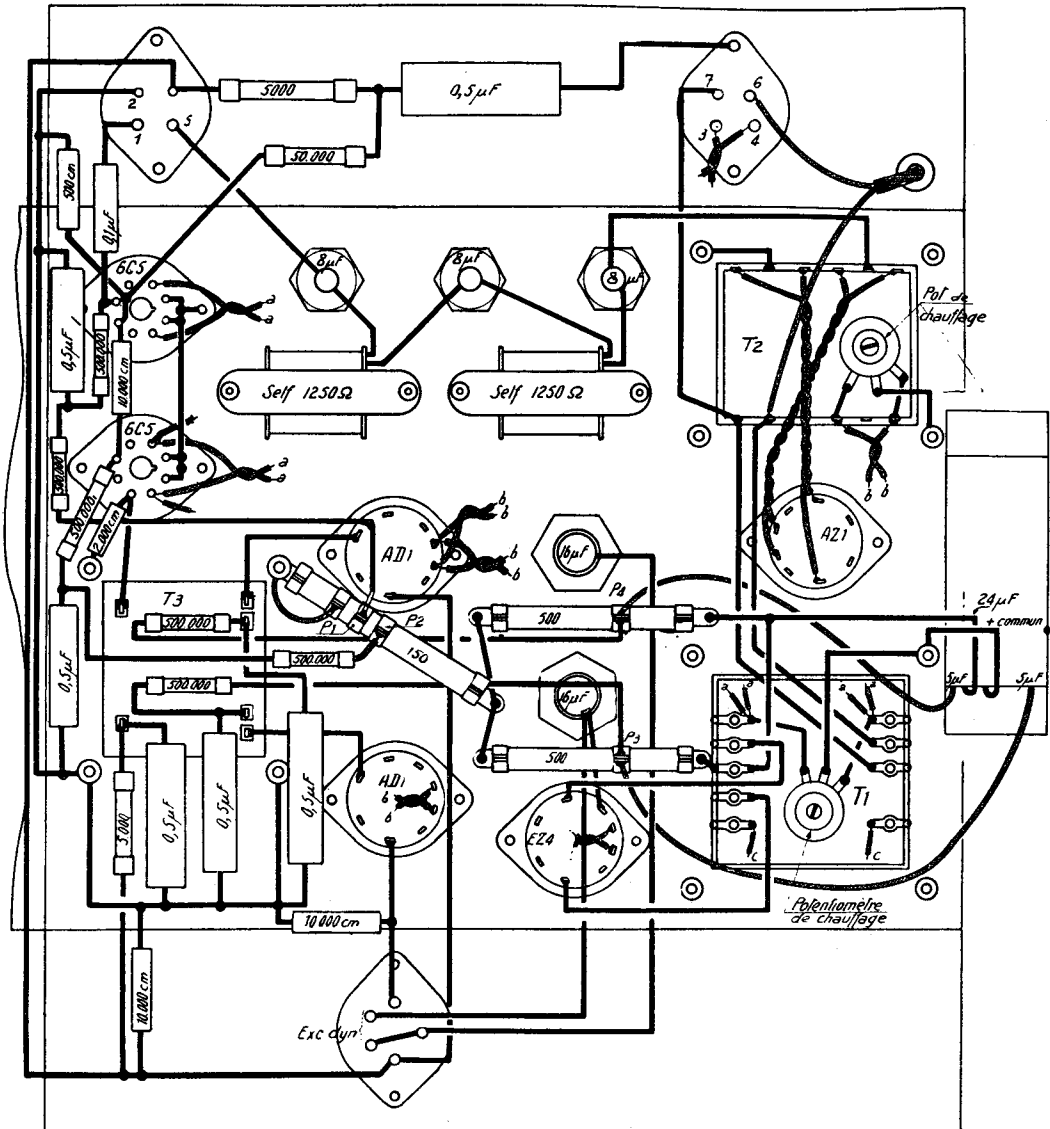 2
1
5
5000
0,5µF
7
6
3
4
50.000
500 cm
0,1µF
6C5
a
a
8µF
8µF
8 µF
Pot de
chauffage
T2
0,5µF
500.000
10.000 cm
Self 1250Ω
Self 1250Ω
6C5
a
a
500.000
500.000
2.000 cm
b
b
b
b
b
b
AD1
16µF
AZ1
T3
500.000
P1
P2
P4
500
24µF
+ commun
500.000
150
0,5µF
500.000
16µF
P3
500
5µF
5µF
a
a
a
a
T1
AD1
b
b
5.000
0,5µF
0,5µF
0,5µF
EZ4
c
c
Potentiomètre
de chauffage
10.000 cm
10.000 cm
Exc dyn